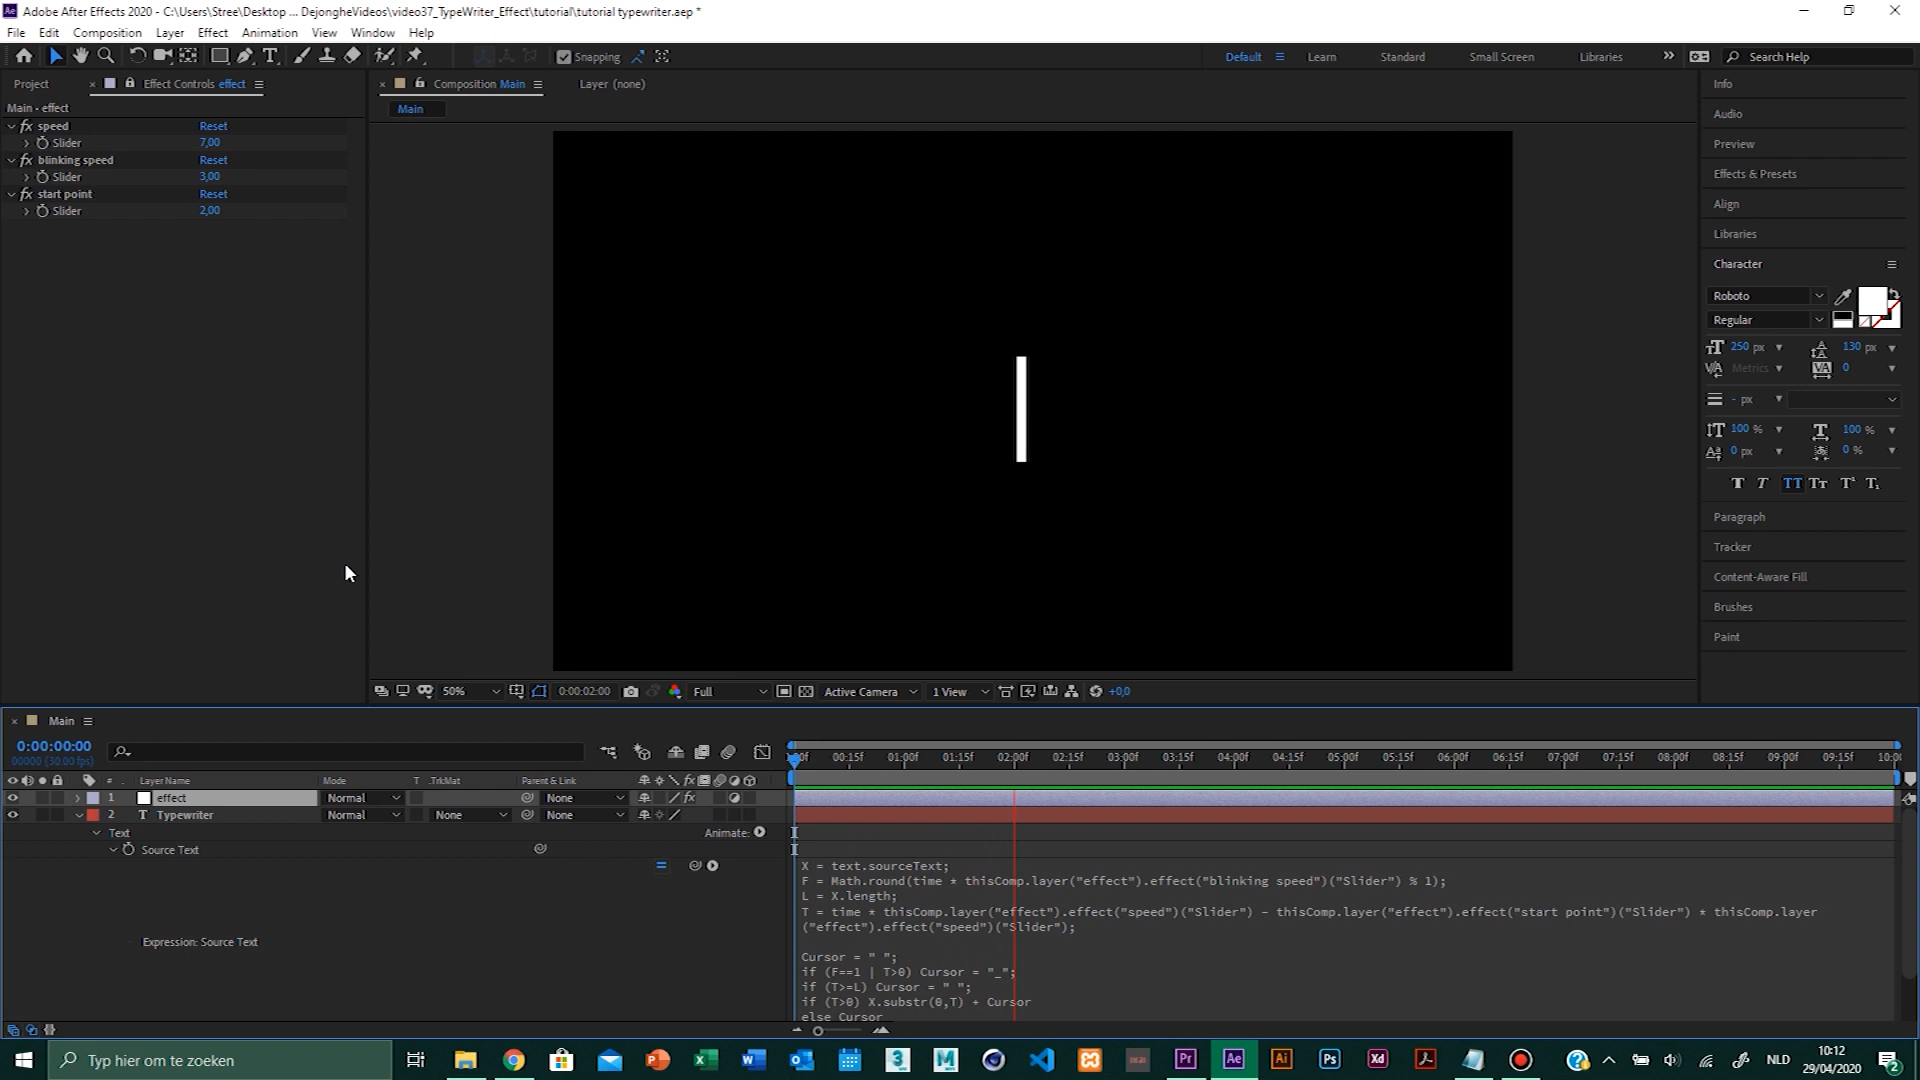 Adobe After Effects 2020 - C:\Users\Stree\Desktop ... DejongheVideos\video37_TypeWriter_Effect\tutorial\tutorial typewriter.aep *
File Edit Composition Layer Effect Animation View Window Help
Snapping
Default Learn Standard Small Screen Libraries Search Help
Project Effect Controls effect
Composition Main Layer (none)
Main - effect
Main
speed Reset
Slider 7,00
blinking speed Reset
Slider 3,00
start point Reset
Slider 2,00
Info
Audio
Preview
Effects & Presets
Align
Libraries
Character
Roboto
Regular
250 px 130 px
Metrics 0
- px
100 % 100 %
0 px 0 %
Paragraph
Tracker
Content-Aware Fill
Brushes
Paint
50% 0:00:02:00 Full Active Camera 1 View +0,0
Main
0:00:00:00
00000 (30.00 fps)
00:15f 01:00f 01:15f 02:00f 02:15f 03:00f 03:15f 04:00f 04:15f 05:00f 05:15f 06:00f 06:15f 07:00f 07:15f 08:00f 08:15f 09:00f 09:15f
# Layer Name Mode T .TrkMat Parent & Link
1 effect Normal None
2 T Typewriter Normal None None
Text Animate:
Source Text
Expression: Source Text
X = text.sourceText;
F = Math.round(time * thisComp.layer("effect").effect("blinking speed")("Slider") % 1);
L = X.length;
T = time * thisComp.layer("effect").effect("speed")("Slider") - thisComp.layer("effect").effect("start point")("Slider") * thisComp.layer
("effect").effect("speed")("Slider");
Cursor = " ";
if (F==1 | T>0) Cursor = "_";
if (T>=L) Cursor = " ";
if (T>0) X.substr(0,T) + Cursor
else Cursor
Typ hier om te zoeken
NLD
10:12
29/04/2020